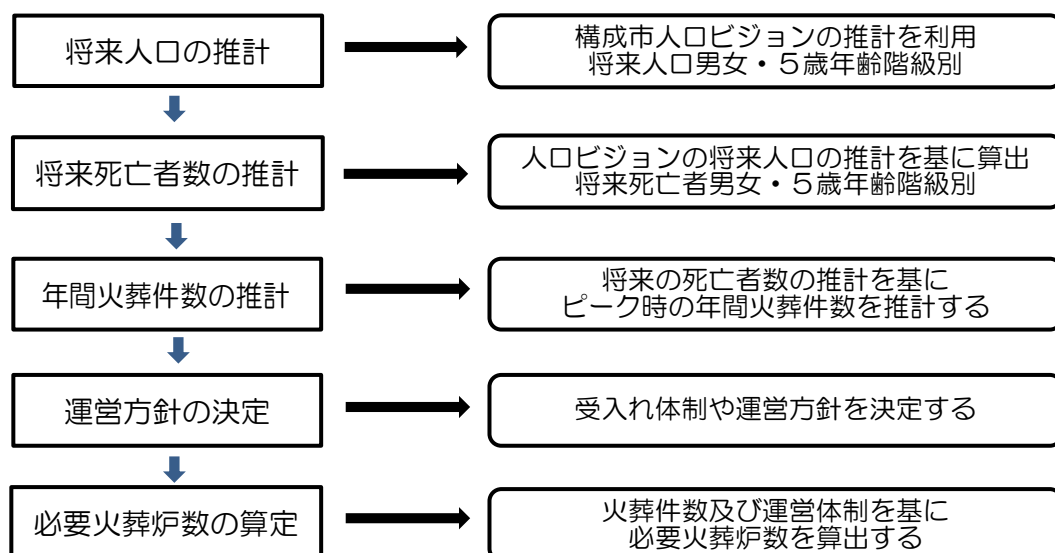 将来人口の推計
構成市人口ビジョンの推計を利用
将来人口男女・５歳年齢階級別
将来死亡者数の推計
人口ビジョンの将来人口の推計を基に算出
将来死亡者男女・５歳年齢階級別
年間火葬件数の推計
将来の死亡者数の推計を基に
ピーク時の年間火葬件数を推計する
運営方針の決定
受入れ体制や運営方針を決定する
必要火葬炉数の算定
火葬件数及び運営体制を基に
必要火葬炉数を算出する